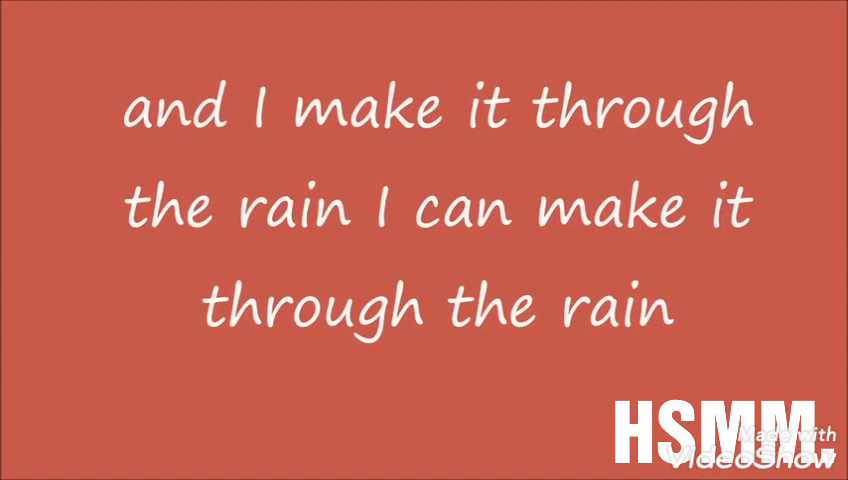 and I make it through
the rain I can make it
through the rain
HSMM.
Made with
VideoShow